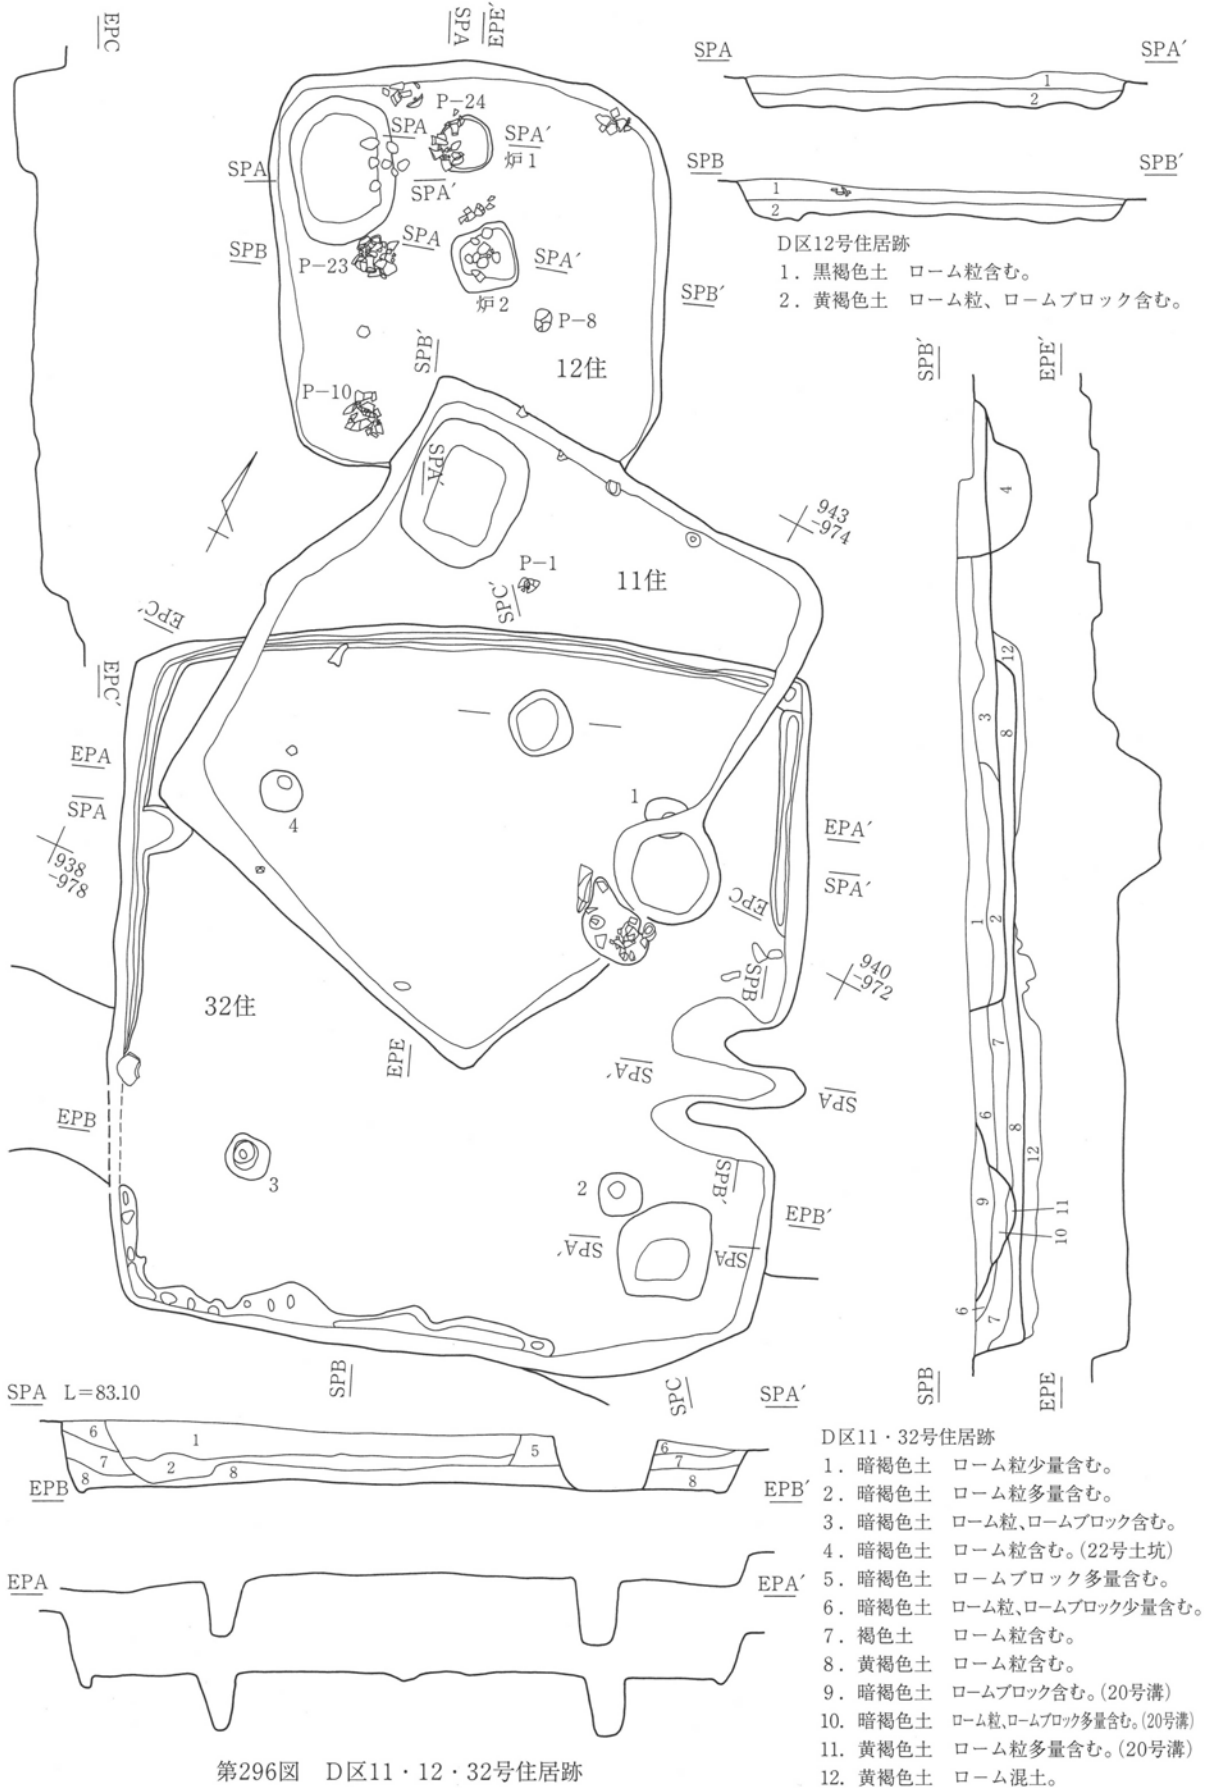 EPC
SPA
EPE′
SPA
SPA′
P−24
SPA
SPA′
炉1
SPA
SPA′
SPB
SPB′
SPB
P−23
SPA
SPA′
SPB′
炉2
P−8
P−10
SPB′
12住
D区12号住居跡
1. 黒褐色土 ローム粒含む。
2. 黄褐色土 ローム粒、ロームブロック含む。
1
2
1
2
SPB′
EPE′
SPA′
943
-974
P−1
11住
SPC′
EPC′
EPC′
EPA
SPA
938
-978
4
1
EPA′
SPA′
EPC
SPB
940
-972
32住
EPE
SPA′
SPA
EPB
3
2
SPB′
EPB′
SPA′
SPA
SPB
SPC
4
12
3
8
1
2
7
6
8
12
9
11
10
6
7
SPB
EPE
SPA L=83.10
SPA′
6
1
5
6
7
2
8
7
8
8
EPB
EPB′
EPA
EPA′
D区11・32号住居跡
1. 暗褐色土 ローム粒少量含む。
2. 暗褐色土 ローム粒多量含む。
3. 暗褐色土 ローム粒、ロームブロック含む。
4. 暗褐色土 ローム粒含む。(22号土坑)
5. 暗褐色土 ロームブロック多量含む。
6. 暗褐色土 ローム粒、ロームブロック少量含む。
7. 褐色土 ローム粒含む。
8. 黄褐色土 ローム粒含む。
9. 暗褐色土 ロームブロック含む。(20号溝)
10. 暗褐色土 ローム粒、ロームブロック多量含む。(20号溝)
11. 黄褐色土 ローム粒多量含む。(20号溝)
12. 黄褐色土 ローム混土。
第296図 D区11・12・32号住居跡